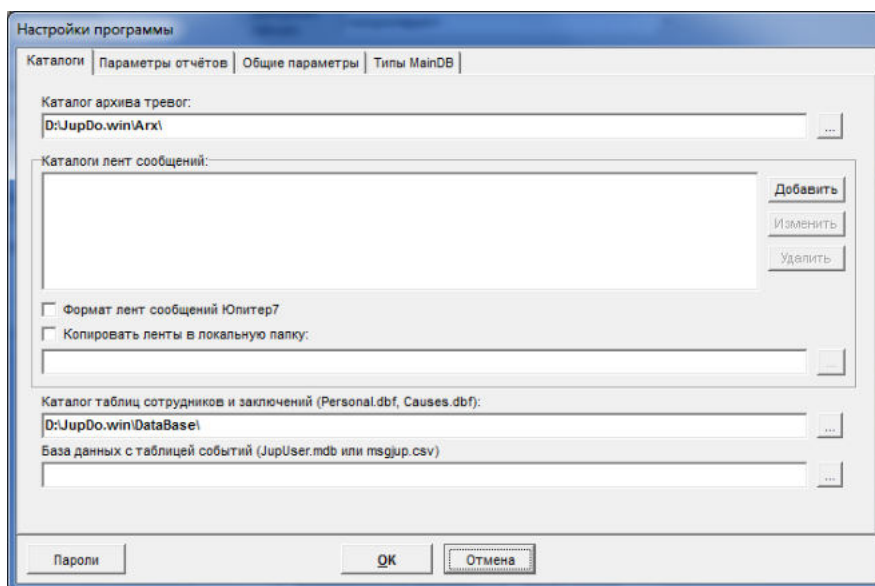 Настройки программы
Каталоги Параметры отчётов Общие параметры Типы MainDB
Каталог архива тревог:
D:\JupDo.win\Arx\ ...
Каталоги лент сообщений:
Добавить
Изменить
Удалить
Формат лент сообщений Юпитер7
Копировать ленты в локальную папку:
...
Каталог таблиц сотрудников и заключений (Personal.dbf, Causes.dbf):
D:\JupDo.win\DataBase\ ...
База данных с таблицей событий (JupUser.mdb или msgjup.csv)
...
Пароли OK Отмена